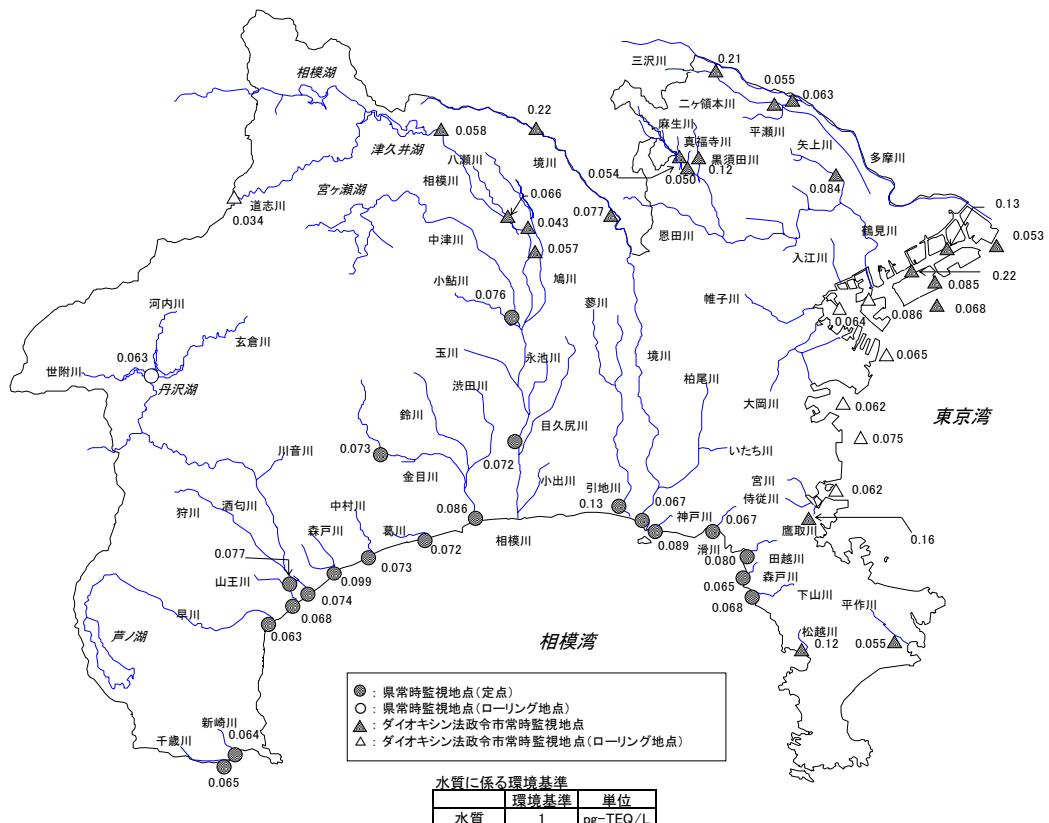 三沢川
0.21
0.055
0.063
二ヶ領本川
平瀬川
矢上川
多摩川
麻生川
真福寺川
黒須田川
0.054
0.050
0.12
0.084
相模湖
0.058
0.22
津久井湖
八瀬川
境川
相模川
0.066
宮ヶ瀬湖
道志川
0.034
0.043
0.077
0.057
中津川
恩田川
鶴見川
入江川
0.13
0.053
0.22
0.085
0.068
0.086
0.064
帷子川
小鮎川
鳩川
0.076
蓼川
河内川
玄倉川
0.063
世附川
丹沢湖
玉川
永池川
境川
柏尾川
大岡川
0.065
0.062
0.075
東京湾
渋田川
鈴川
目久尻川
0.073
0.072
いたち川
金目川
小出川
川音川
酒匂川
狩川
中村川
森戸川
葛川
0.086
相模川
0.13
引地川
0.067
神戸川
0.089
0.067
宮川
侍従川
0.062
鷹取川
0.16
滑川
0.080
田越川
0.065
森戸川
0.068
下山川
平作川
松越川
0.12
0.055
0.077
山王川
0.072
0.073
0.099
0.074
0.068
早川
0.063
芦ノ湖
相模湾
新崎川
0.064
千歳川
0.065
: 県常時監視地点(定点)
: 県常時監視地点(ローリング地点)
: ダイオキシン法政令市常時監視地点
: ダイオキシン法政令市常時監視地点(ローリング地点)
水質に係る環境基準
環境基準 単位
水質 1 pg-TEQ/L